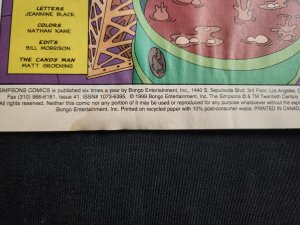 LETTERS
JEANNINE BLACK
COLORS
NATHAN KANE
EDITS
BILL MORRISON
THE CANDY MAN
MATT GROENING
SIMPSONS COMICS is published six times a year by Bongo Entertainment, Inc., 1440 S. Sepulveda Blvd. 3rd Floor, Los Angeles,
Fax (310) 966-6181. Issue 41. ISSN# 1073-6395. © 1999 Bongo Entertainment, Inc. The Simpsons © & TM Twentieth Century
All rights reserved. Neither this comic nor any portion of it may be used or reproduced for any purpose whatsoever without the
Bongo Entertainment, Inc. Printed on recycled paper with 10% post-consumer waste. PRINTED IN CANAD